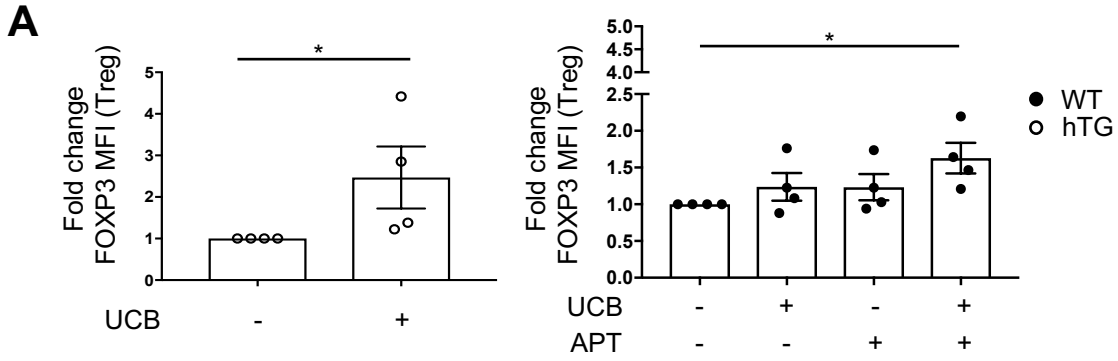 A
*
Fold change
FOXP3 MFI (Treg)
5
4
3
2
1
0
UCB - +
*
Fold change
FOXP3 MFI (Treg)
5.0
4.5
4.0
2.5
2.0
1.5
1.0
0.5
0.0
UCB - + - +
APT - - + +
WT
hTG